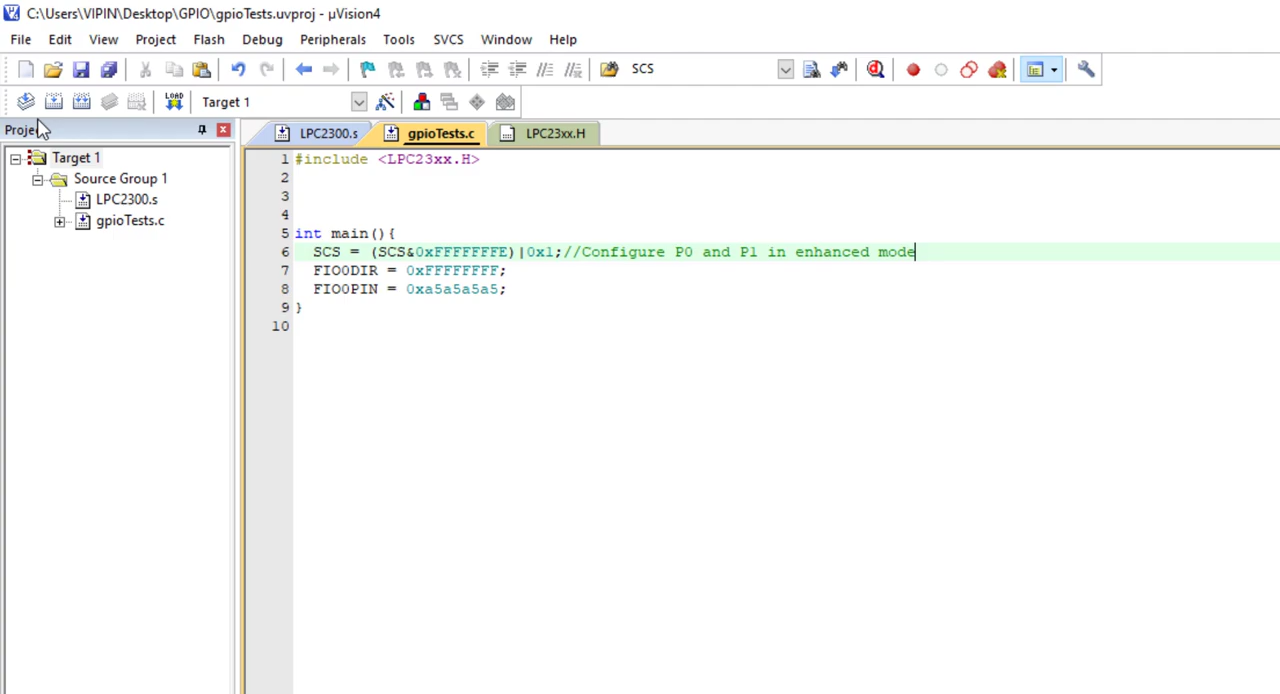 C:\Users\VIPIN\Desktop\GPIO\gpioTests.uvproj - µVision4
File Edit View Project Flash Debug Peripherals Tools SVCS Window Help
SCS
LOAD Target 1
Projec
LPC2300.s gpioTests.c LPC23xx.H
Target 1
Source Group 1
LPC2300.s
gpioTests.c
1 #include <LPC23xx.H>
2
3
4
5 int main(){
6 SCS = (SCS&0xFFFFFFFE)|0x1;//Configure P0 and P1 in enhanced mode
7 FIO0DIR = 0xFFFFFFFF;
8 FIO0PIN = 0xa5a5a5a5;
9 }
10